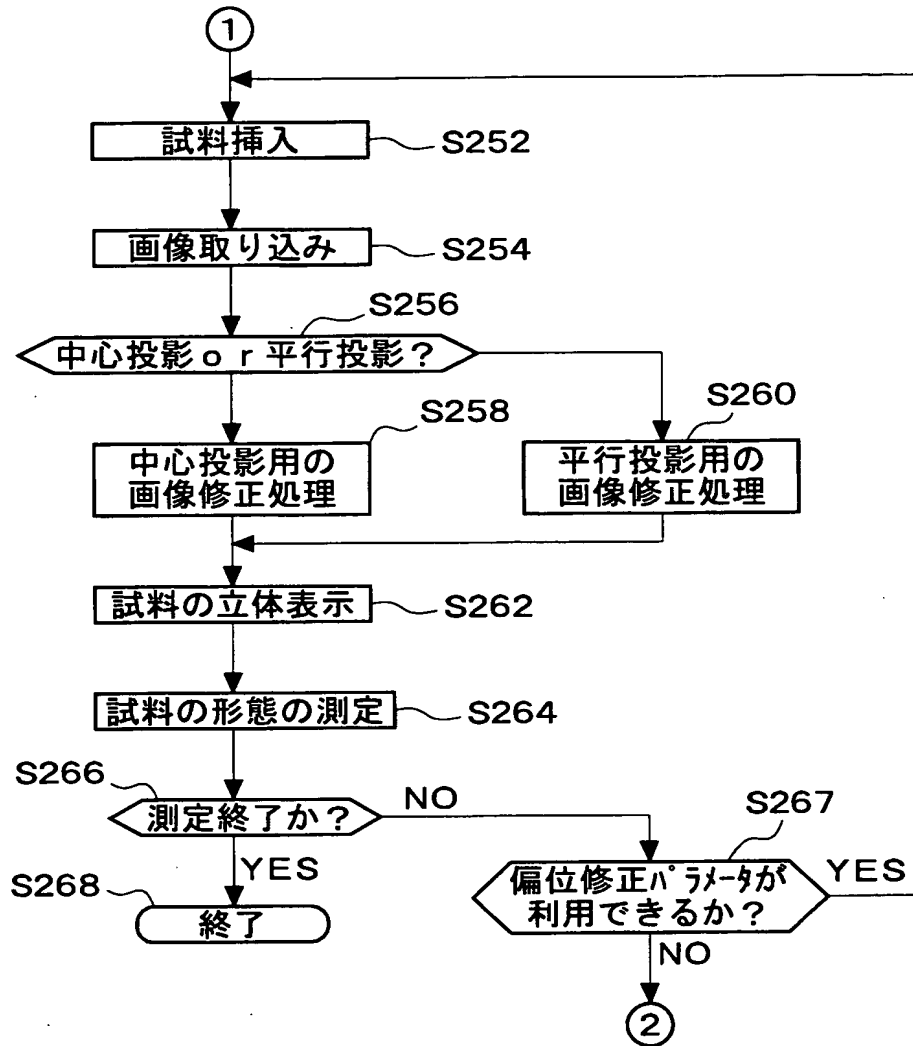 1
試料挿入
S252
画像取り込み
S254
S256
中心投影or平行投影？
S258
中心投影用の
画像修正処理
S260
平行投影用の
画像修正処理
試料の立体表示
S262
試料の形態の測定
S264
S266
測定終了か？
NO
YES
S268
終了
S267
偏位修正ﾊﾟﾗﾒｰﾀが
利用できるか？
YES
NO
2